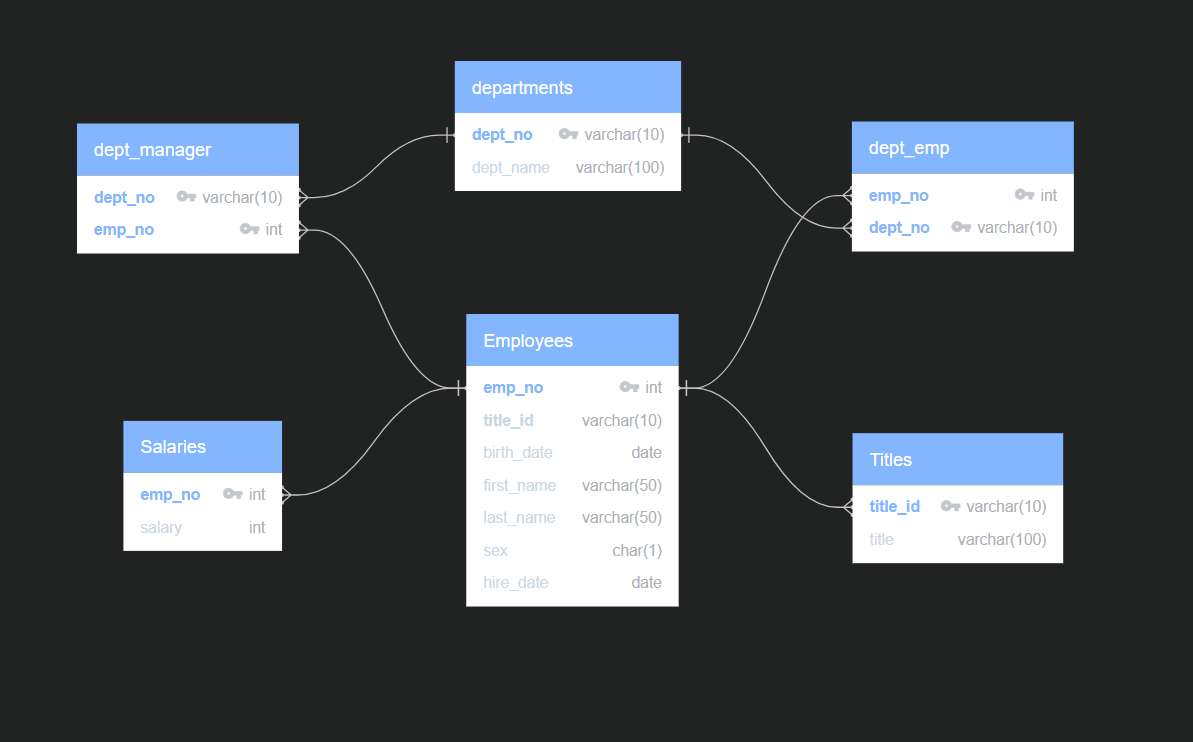 departments
dept_no varchar(10)
dept_name varchar(100)
dept_manager
dept_no varchar(10)
emp_no int
dept_emp
emp_no int
dept_no varchar(10)
Employees
emp_no int
title_id varchar(10)
birth_date date
first_name varchar(50)
last_name varchar(50)
sex char(1)
hire_date date
Salaries
emp_no int
salary int
Titles
title_id varchar(10)
title varchar(100)